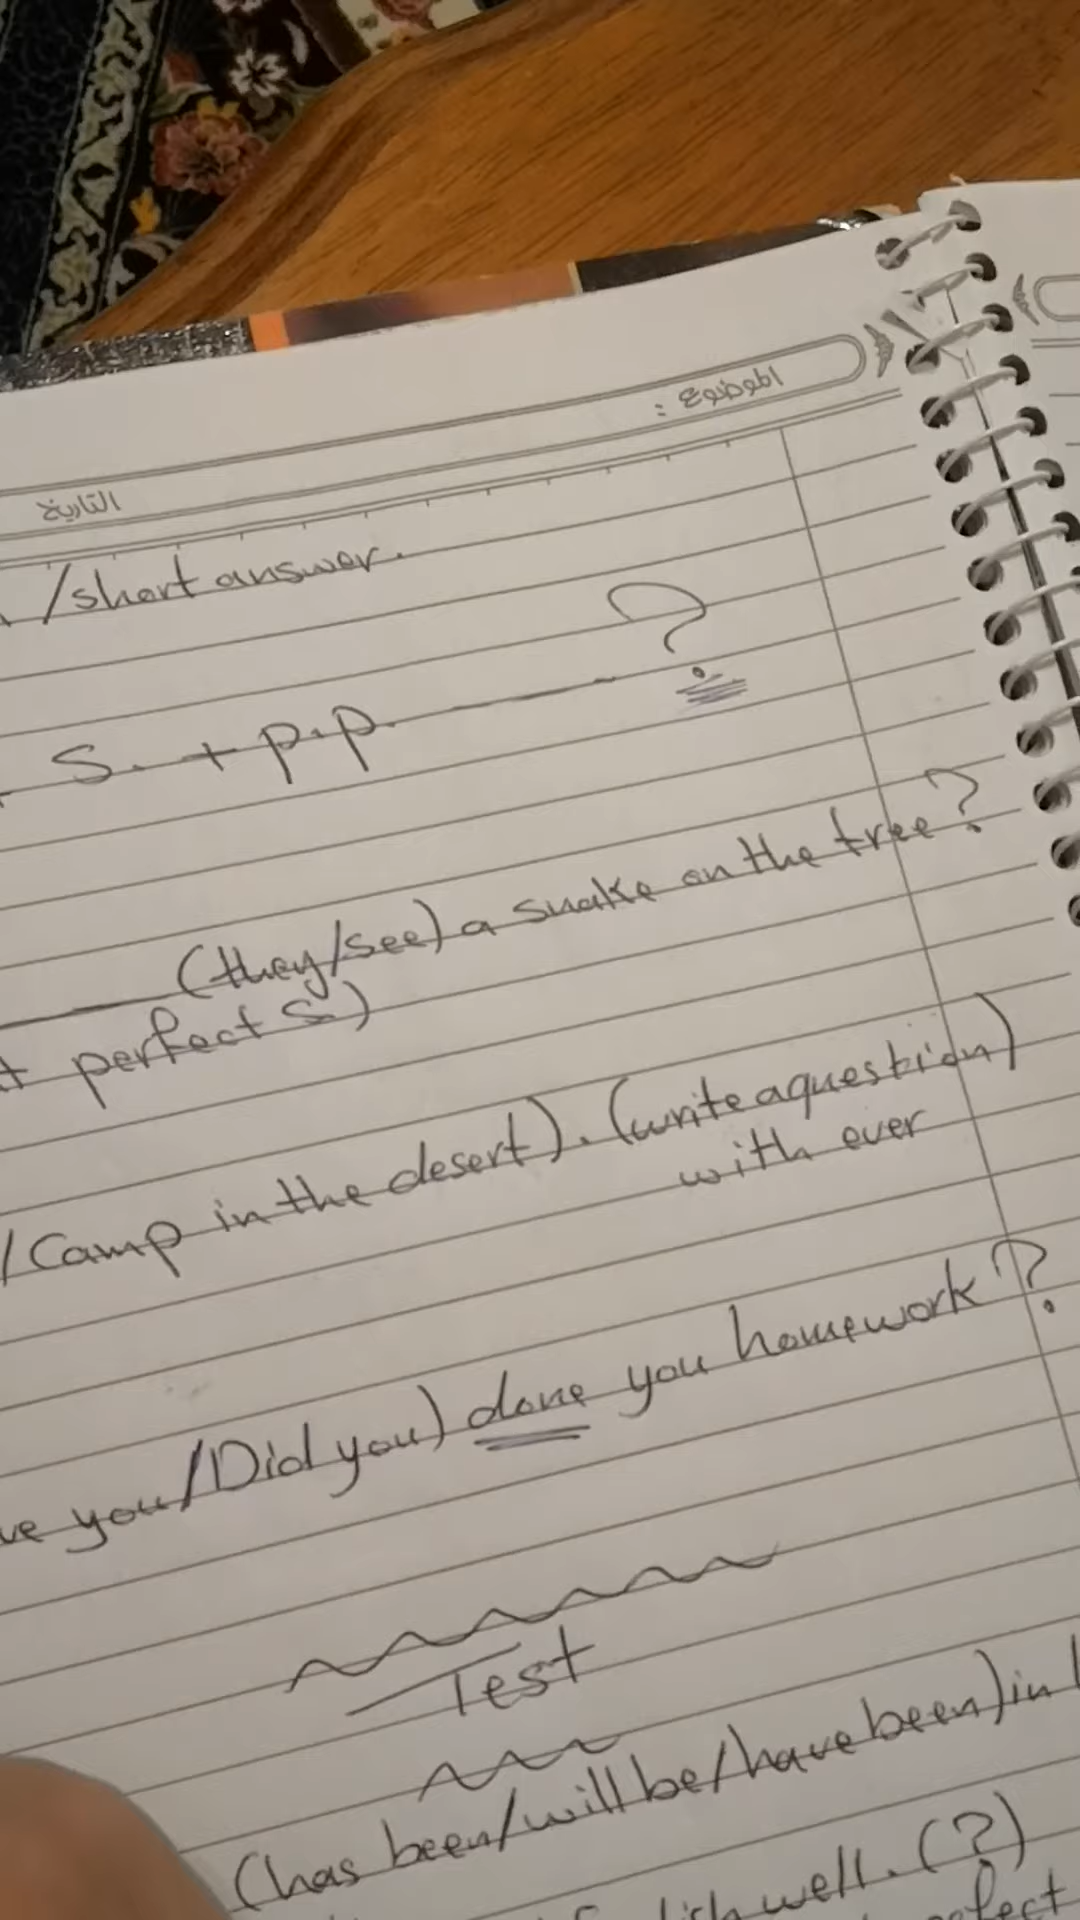 الموضوع :
التاريخ
/short answer.
S. + p.p. ?
(they/see) a snake on the tree?
perfect S)
/Camp in the desert). (write a question)
with ever
you/Did you) done you homework?
Test
(has been/will be/have been) in
well. (?)